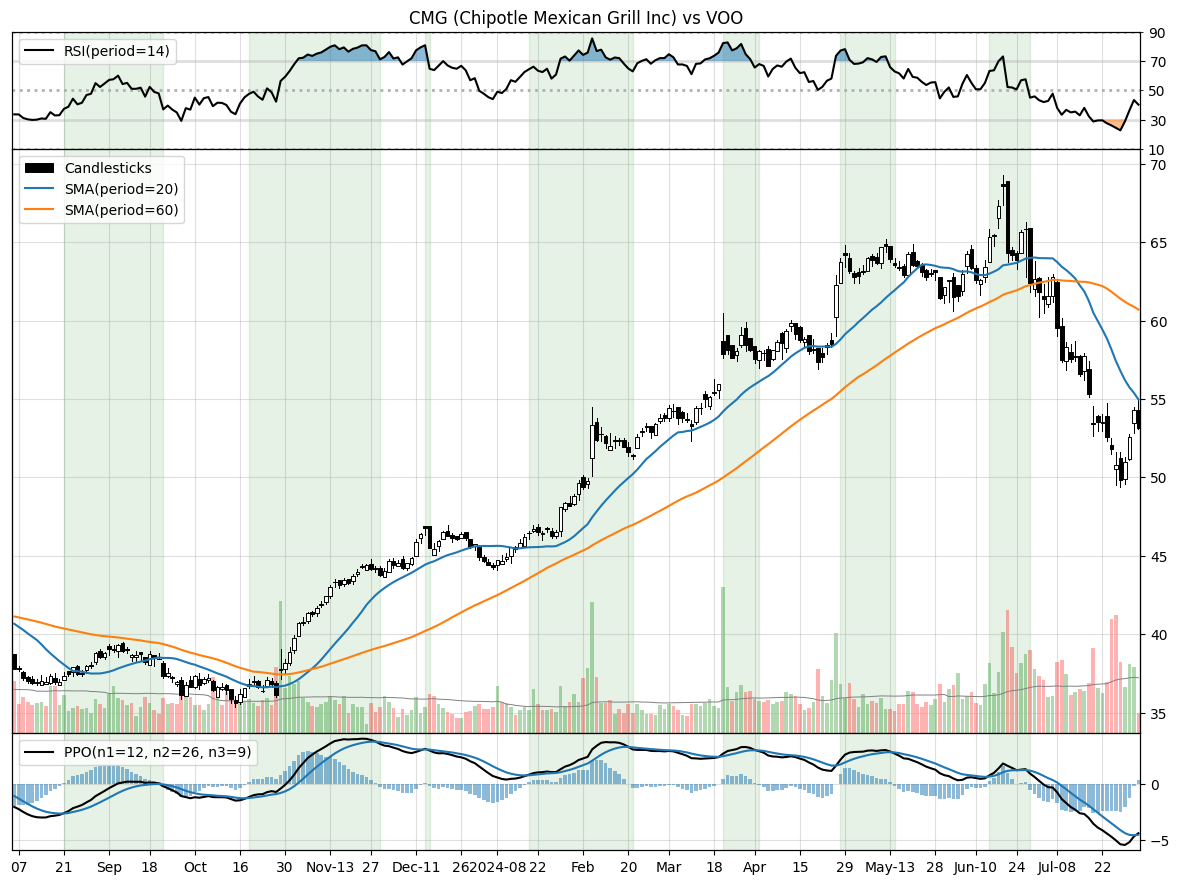 CMG (Chipotle Mexican Grill Inc) vs VOO
RSI(period=14)
90
70
50
30
10
Candlesticks
SMA(period=20)
SMA(period=60)
70
65
60
55
50
45
40
35
PPO(n1=12, n2=26, n3=9)
0
−5
07 21 Sep 18 Oct 16 30 Nov-13 27 Dec-11 26 2024-08 22 Feb 20 Mar 18 Apr 15 29 May-13 28 Jun-10 24 Jul-08 22